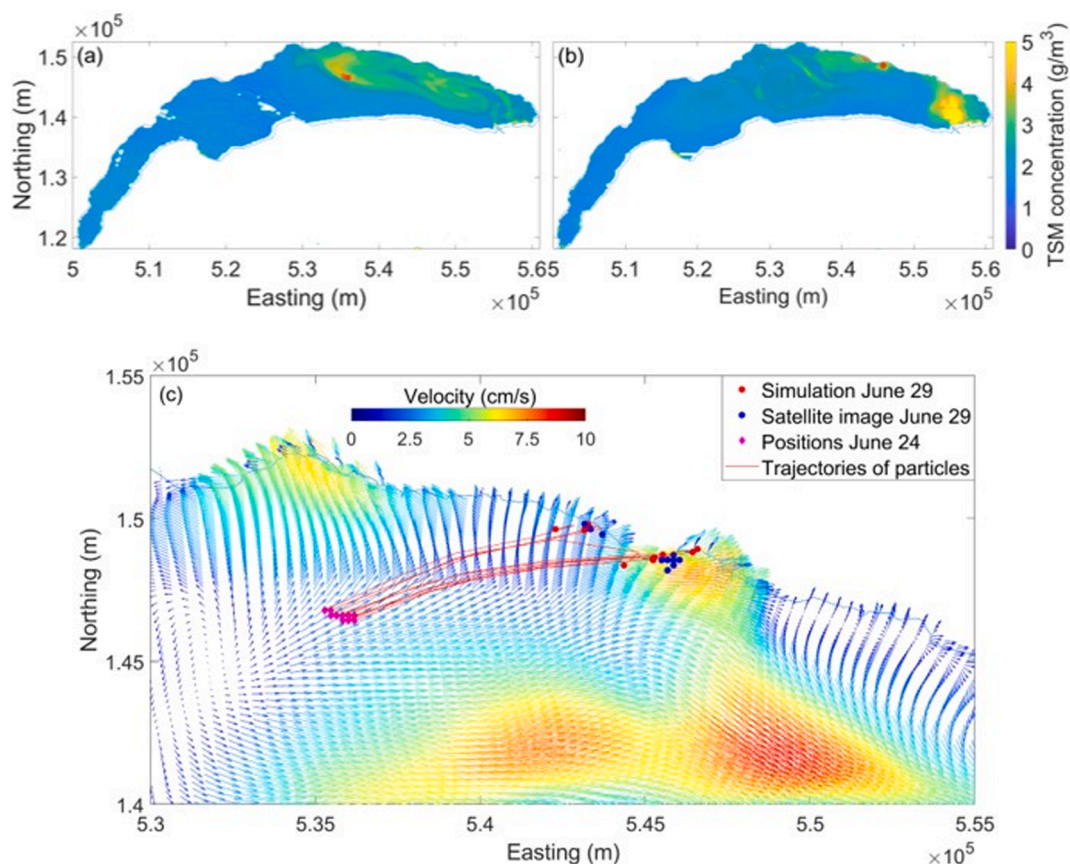 ×10⁵
(a)
(b)
1.5
1.4
1.3
1.2
Northing (m)
5
5.1
5.2
5.3
5.4
5.5
5.65
5.1
5.2
5.3
5.4
5.5
5.6
Easting (m)
×10⁵
Easting (m)
×10⁵
5
4
3
2
1
0
TSM concentration (g/m³)
×10⁵
1.55
(c)
Velocity (cm/s)
0 2.5 5 7.5 10
Simulation June 29
Satellite image June 29
Positions June 24
Trajectories of particles
1.5
1.45
1.4
Northing (m)
5.3 5.35 5.4 5.45 5.5 5.55
Easting (m)
×10⁵